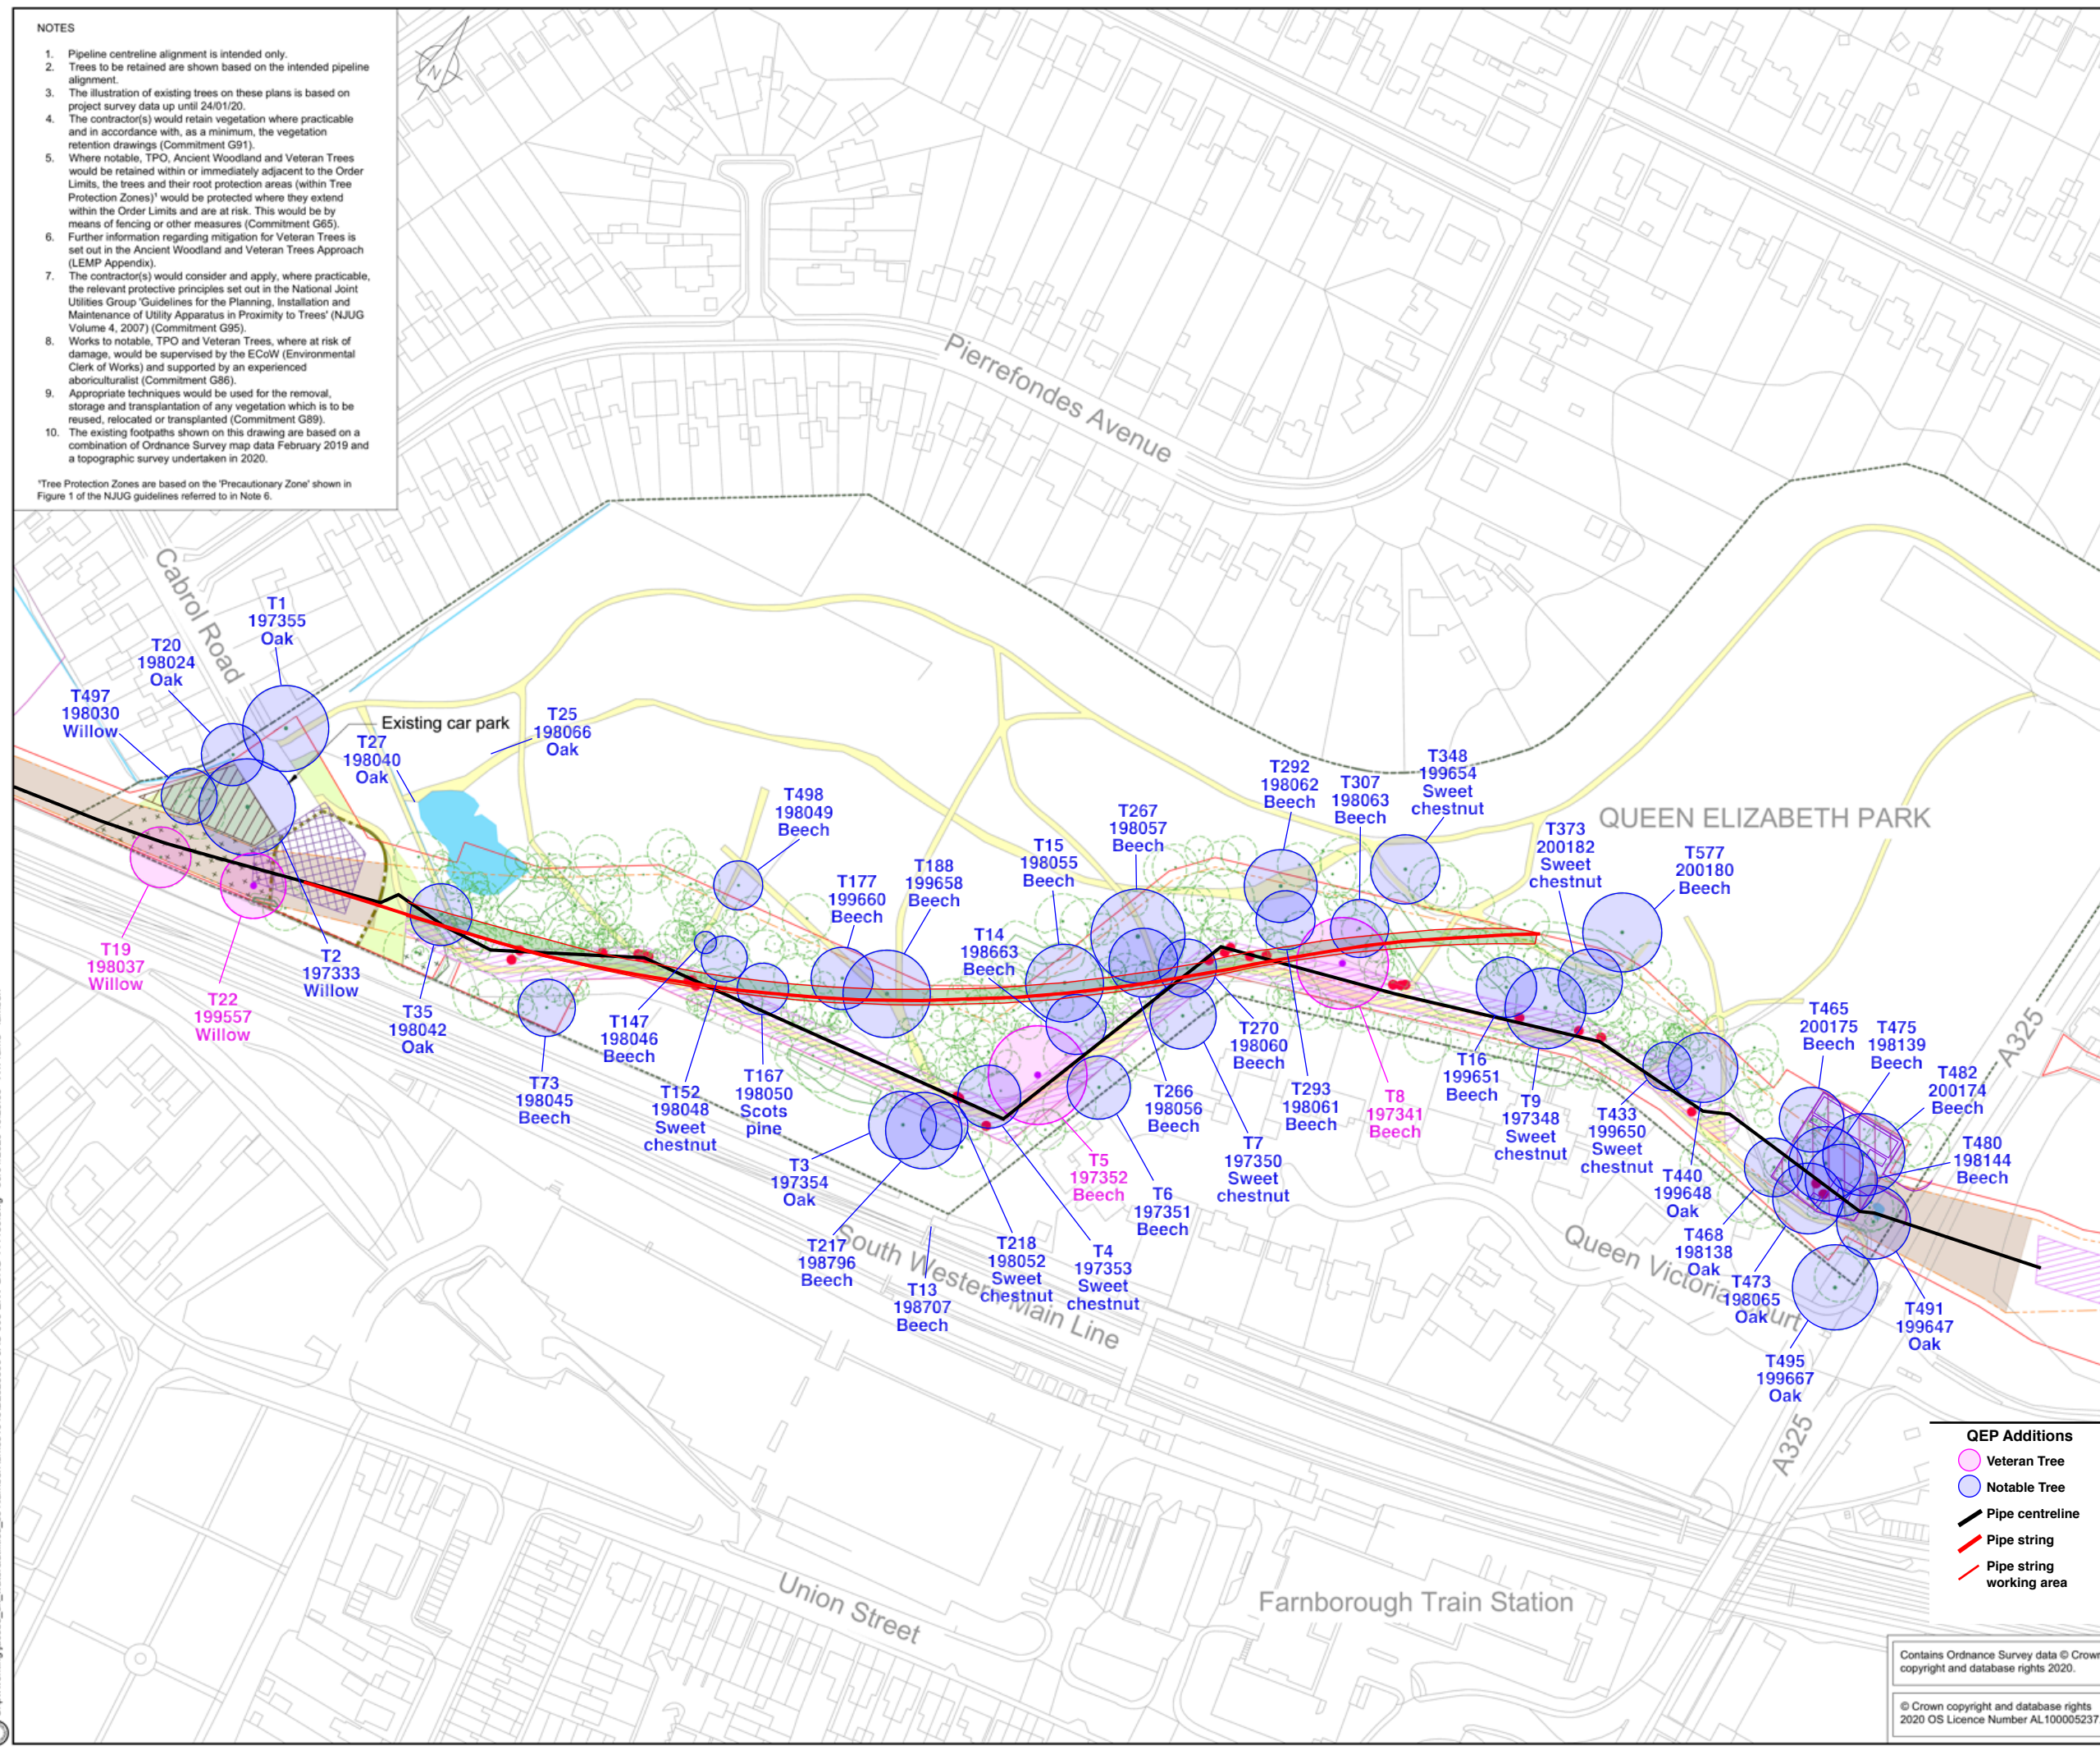 NOTES
1. Pipeline centreline alignment is intended only.
2. Trees to be retained are shown based on the intended pipeline
alignment.
3. The illustration of existing trees on these plans is based on
project survey data up until 24/01/20.
4. The contractor(s) would retain vegetation where practicable
and in accordance with, as a minimum, the vegetation
retention drawings (Commitment G91).
5. Where notable, TPO, Ancient Woodland and Veteran Trees
would be retained within or immediately adjacent to the Order
Limits, the trees and their root protection areas (within Tree
Protection Zones)¹ would be protected where they extend
within the Order Limits and are at risk. This would be by
means of fencing or other measures (Commitment G65).
6. Further information regarding mitigation for Veteran Trees is
set out in the Ancient Woodland and Veteran Trees Approach
(LEMP Appendix).
7. The contractor(s) would consider and apply, where practicable,
the relevant protective principles set out in the National Joint
Utilities Group 'Guidelines for the Planning, Installation and
Maintenance of Utility Apparatus in Proximity to Trees' (NJUG
Volume 4, 2007) (Commitment G95).
8. Works to notable, TPO and Veteran Trees, where at risk of
damage, would be supervised by the ECoW (Environmental
Clerk of Works) and supported by an experienced
aboriculturalist (Commitment G86).
9. Appropriate techniques would be used for the removal,
storage and transplantation of any vegetation which is to be
reused, relocated or transplanted (Commitment G89).
10. The existing footpaths shown on this drawing are based on a
combination of Ordnance Survey map data February 2019 and
a topographic survey undertaken in 2020.
¹Tree Protection Zones are based on the 'Precautionary Zone' shown in
Figure 1 of the NJUG guidelines referred to in Note 6.
N
Pierrefondes Avenue
Cabrol Road
T1
197355
Oak
T20
198024
Oak
T497
198030
Willow
Existing car park
T27
198040
Oak
T25
198066
Oak
T498
198049
Beech
T177
199660
Beech
T188
199658
Beech
T15
198055
Beech
T14
198663
Beech
T267
198057
Beech
T292
198062
Beech
T307
198063
Beech
T348
199654
Sweet
chestnut
QUEEN ELIZABETH PARK
T373
200182
Sweet
chestnut
T577
200180
Beech
T19
198037
Willow
T22
199557
Willow
T2
197333
Willow
T35
198042
Oak
T73
198045
Beech
T147
198046
Beech
T152
198048
Sweet
chestnut
T167
198050
Scots
pine
T3
197354
Oak
T217
198796
Beech
T13
198707
Beech
T218
198052
Sweet
chestnut
T4
197353
Sweet
chestnut
T5
197352
Beech
T6
197351
Beech
T266
198056
Beech
T7
197350
Sweet
chestnut
T270
198060
Beech
T293
198061
Beech
T8
197341
Beech
T16
199651
Beech
T9
197348
Sweet
chestnut
T433
199650
Sweet
chestnut
T440
199648
Oak
T468
198138
Oak
T473
198065
Oak
T465
200175
Beech
T475
198139
Beech
T482
200174
Beech
T480
198144
Beech
T491
199647
Oak
T495
199667
Oak
A325
South Western Main Line
Queen Victoria Court
A325
Union Street
Farnborough Train Station
QEP Additions
Veteran Tree
Notable Tree
Pipe centreline
Pipe string
Pipe string
working area
Contains Ordnance Survey data © Crown
copyright and database rights 2020.
© Crown copyright and database rights
2020 OS Licence Number AL100005237